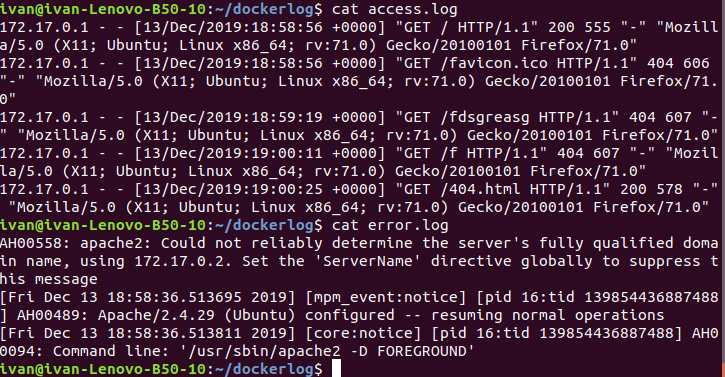 ivan@ivan-Lenovo-B50-10:~/dockerlog$ cat access.log
172.17.0.1 - - [13/Dec/2019:18:58:56 +0000] "GET / HTTP/1.1" 200 555 "-" "Mozill
a/5.0 (X11; Ubuntu; Linux x86_64; rv:71.0) Gecko/20100101 Firefox/71.0"
172.17.0.1 - - [13/Dec/2019:18:58:56 +0000] "GET /favicon.ico HTTP/1.1" 404 606
"-" "Mozilla/5.0 (X11; Ubuntu; Linux x86_64; rv:71.0) Gecko/20100101 Firefox/71.
0"
172.17.0.1 - - [13/Dec/2019:18:59:19 +0000] "GET /fdsgreasg HTTP/1.1" 404 607 "-
" "Mozilla/5.0 (X11; Ubuntu; Linux x86_64; rv:71.0) Gecko/20100101 Firefox/71.0"
172.17.0.1 - - [13/Dec/2019:19:00:11 +0000] "GET /f HTTP/1.1" 404 607 "-" "Mozil
la/5.0 (X11; Ubuntu; Linux x86_64; rv:71.0) Gecko/20100101 Firefox/71.0"
172.17.0.1 - - [13/Dec/2019:19:00:25 +0000] "GET /404.html HTTP/1.1" 200 578 "-"
 "Mozilla/5.0 (X11; Ubuntu; Linux x86_64; rv:71.0) Gecko/20100101 Firefox/71.0"
ivan@ivan-Lenovo-B50-10:~/dockerlog$ cat error.log
AH00558: apache2: Could not reliably determine the server's fully qualified doma
in name, using 172.17.0.2. Set the 'ServerName' directive globally to suppress t
his message
[Fri Dec 13 18:58:36.513695 2019] [mpm_event:notice] [pid 16:tid 139854436887488
] AH00489: Apache/2.4.29 (Ubuntu) configured -- resuming normal operations
[Fri Dec 13 18:58:36.513811 2019] [core:notice] [pid 16:tid 139854436887488] AH0
0094: Command line: '/usr/sbin/apache2 -D FOREGROUND'
ivan@ivan-Lenovo-B50-10:~/dockerlog$